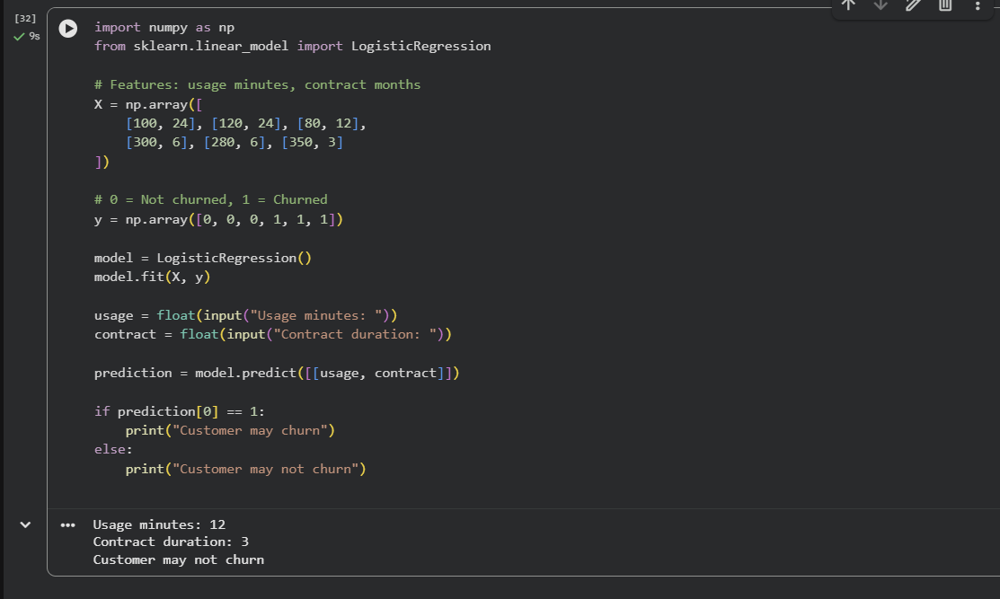 [32]
9s
import numpy as np
from sklearn.linear_model import LogisticRegression
# Features: usage minutes, contract months
X = np.array([
    [100, 24], [120, 24], [80, 12],
    [300, 6], [280, 6], [350, 3]
])
# 0 = Not churned, 1 = Churned
y = np.array([0, 0, 0, 1, 1, 1])
model = LogisticRegression()
model.fit(X, y)
usage = float(input("Usage minutes: "))
contract = float(input("Contract duration: "))
prediction = model.predict([[usage, contract]])
if prediction[0] == 1:
    print("Customer may churn")
else:
    print("Customer may not churn")
Usage minutes: 12
Contract duration: 3
Customer may not churn